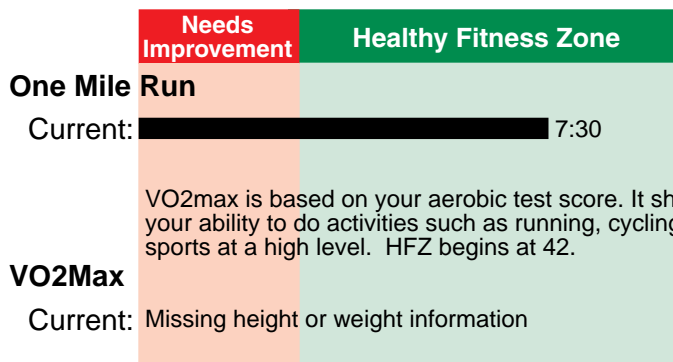 Needs
Improvement
Healthy Fitness Zone
One Mile Run
Current: 7:30
VO2max is based on your aerobic test score. It sh
your ability to do activities such as running, cycling
sports at a high level.  HFZ begins at 42.
VO2Max
Current: Missing height or weight information